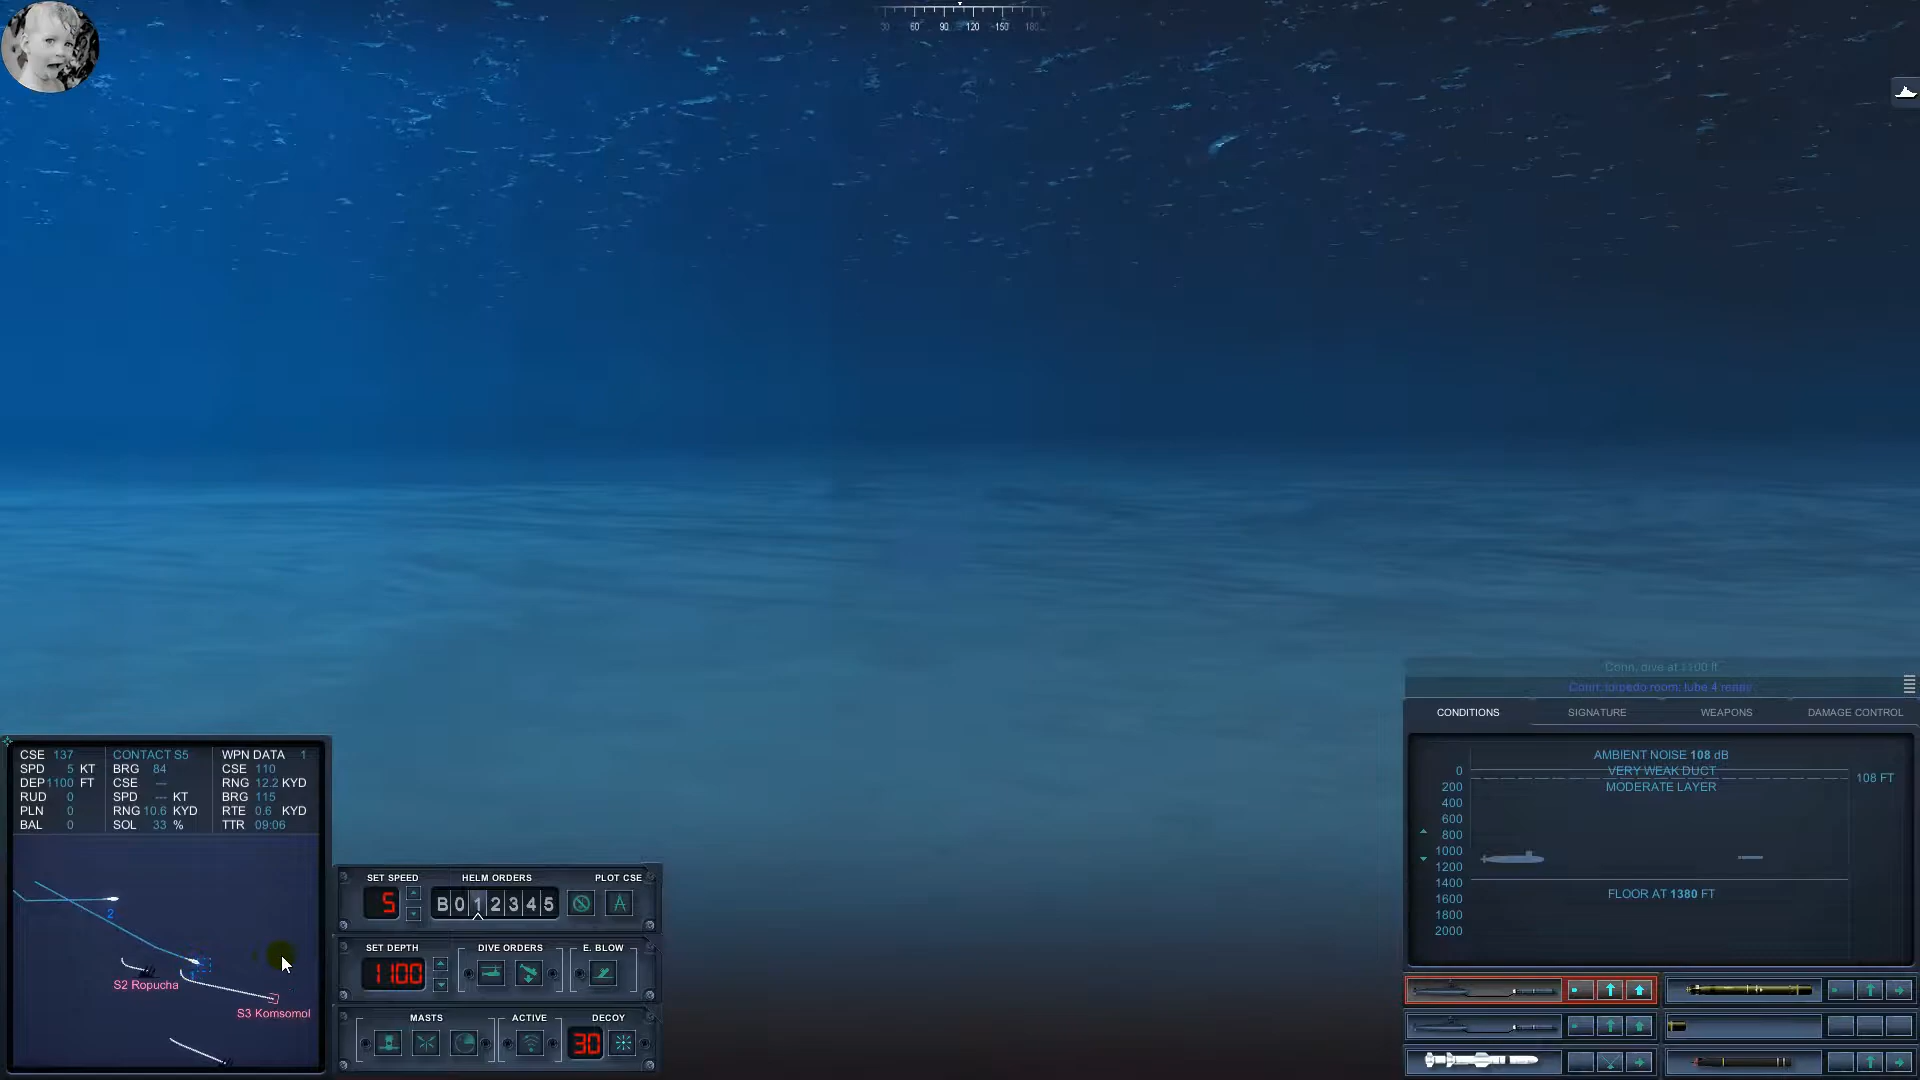 30 60 90 120 150 180
Conn, dive at 1100 ft
Conn, torpedo room, tube 4 ready
CONDITIONS SIGNATURE WEAPONS DAMAGE CONTROL
AMBIENT NOISE 108 dB
VERY WEAK DUCT
MODERATE LAYER
108 FT
0
200
400
600
800
1000
1200
1400
1600
1800
2000
FLOOR AT 1380 FT
CSE 137 CONTACT S5 WPN DATA 1
SPD 5 KT BRG 84 CSE 110
DEP 1100 FT CSE --- RNG 12.2 KYD
RUD 0 SPD --- KT BRG 115
PLN 0 RNG 10.6 KYD RTE 0.6 KYD
BAL 0 SOL 33 % TTR 09:06
2
1
S2 Ropucha
S3 Komsomol
SET SPEED HELM ORDERS PLOT CSE
5 B 0 1 2 3 4 5
SET DEPTH DIVE ORDERS E. BLOW
1100
MASTS ACTIVE DECOY
30